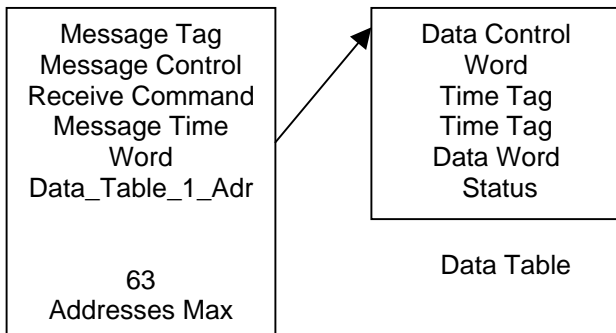 Message Tag
Message Control
Receive Command
Message Time
Word
Data_Table_1_Adr
63
Addresses Max
Data Control
Word
Time Tag
Time Tag
Data Word
Status
Data Table